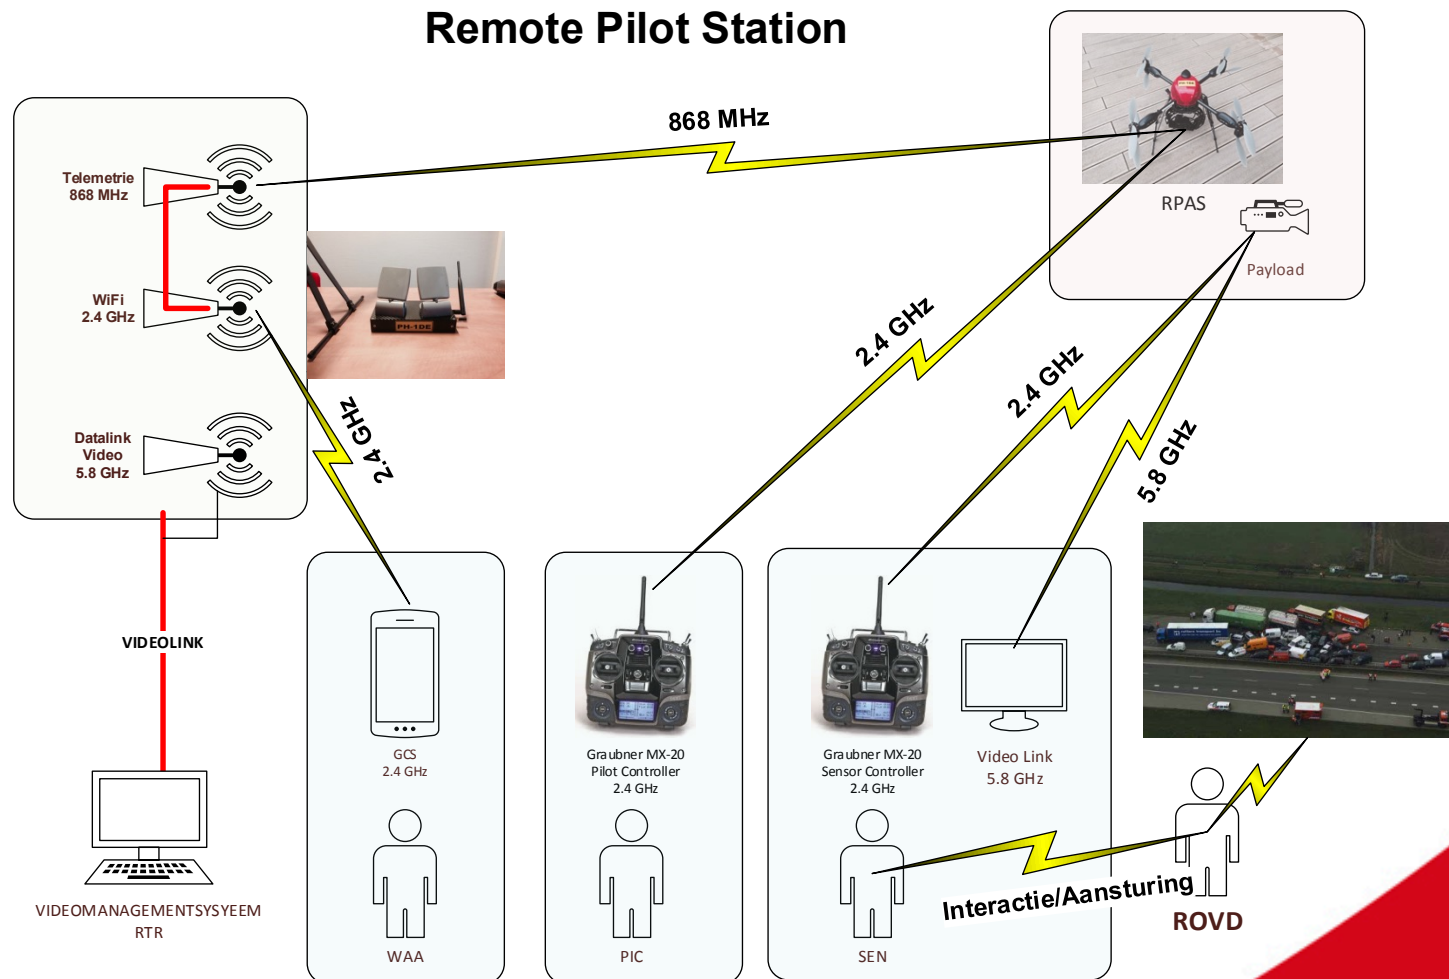 Remote Pilot Station
868 MHz
Telemetrie
868 MHz
RPAS
Payload
WiFi
2.4 GHz
PH-1DE
2.4 GHz
2.4 GHz
2.4 GHz
5.8 GHz
Datalink
Video
5.8 GHz
VIDEOLINK
GCS
2.4 GHz
Graubner MX-20
Pilot Controller
2.4 GHz
Graubner MX-20
Sensor Controller
2.4 GHz
Video Link
5.8 GHz
VIDEOMANAGEMENTSYSYEEM
RTR
WAA
PIC
SEN
Interactie/Aansturing
ROVD